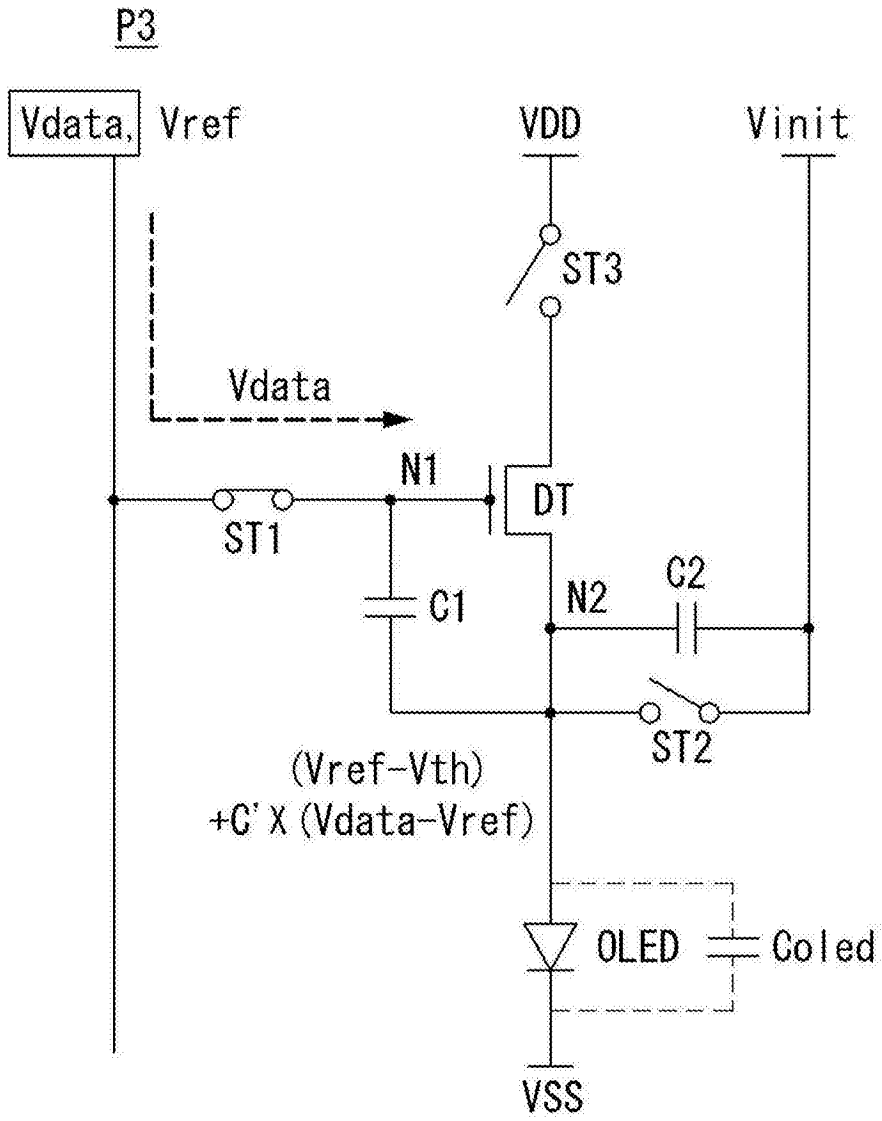 P3
Vdata, Vref
VDD
Vinit
ST3
Vdata
N1
DT
ST1
C1
N2
C2
ST2
(Vref-Vth)
+C'X(Vdata-Vref)
OLED
Coled
VSS